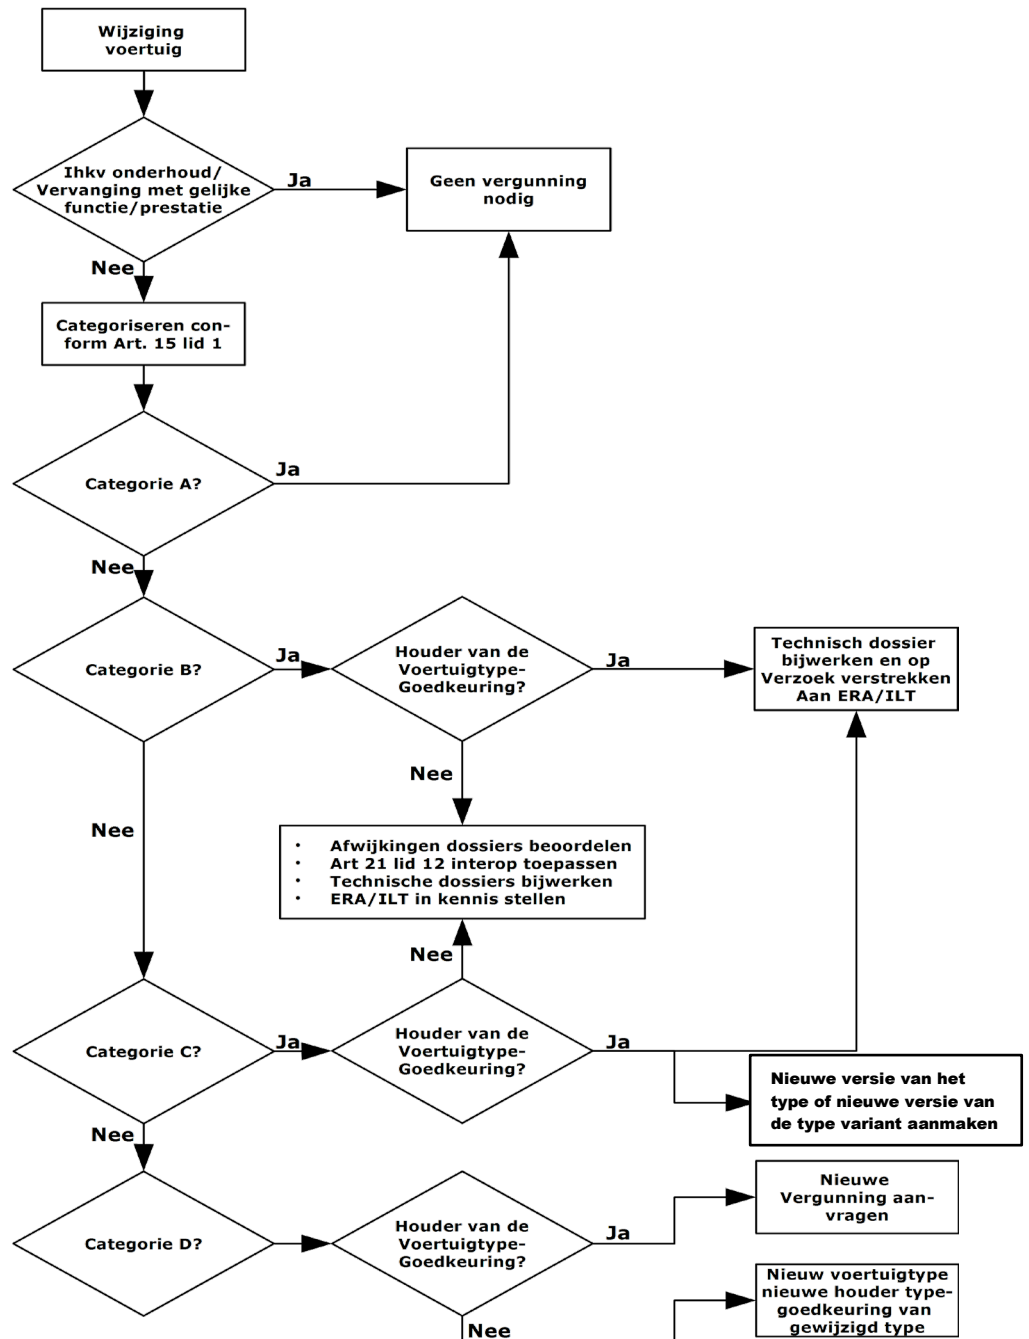 Wijziging
voertuig
Ihkv onderhoud/
Vervanging met gelijke
functie/prestatie
Ja
Geen vergunning
nodig
Nee
Categoriseren con-
form Art. 15 lid 1
Categorie A?
Ja
Nee
Categorie B?
Ja
Houder van de
Voertuigtype-
Goedkeuring?
Ja
Technisch dossier
bijwerken en op
Verzoek verstrekken
Aan ERA/ILT
Nee
Nee
• Afwijkingen dossiers beoordelen
• Art 21 lid 12 interop toepassen
• Technische dossiers bijwerken
• ERA/ILT in kennis stellen
Nee
Categorie C?
Ja
Houder van de
Voertuigtype-
Goedkeuring?
Ja
Nieuwe versie van het
type of nieuwe versie van
de type variant aanmaken
Nee
Categorie D?
Houder van de
Voertuigtype-
Goedkeuring?
Ja
Nieuwe
Vergunning aan-
vragen
Nee
Nieuw voertuigtype
nieuwe houder type-
goedkeuring van
gewijzigd type